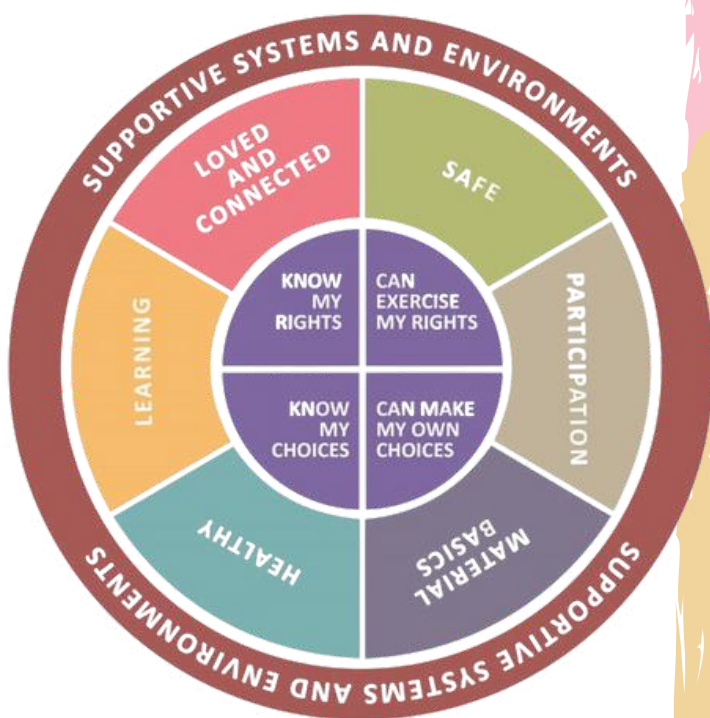 SUPPORTIVE SYSTEMS AND ENVIRONMENTS
LOVED
AND
CONNECTED
SAFE
PARTICIPATION
MATERIAL
BASICS
HEALTHY
LEARNING
KNOW
MY
RIGHTS
CAN
EXERCISE
MY RIGHTS
KNOW
MY
CHOICES
CAN MAKE
MY OWN
CHOICES
SUPPORTIVE SYSTEMS AND ENVIRONMENTS